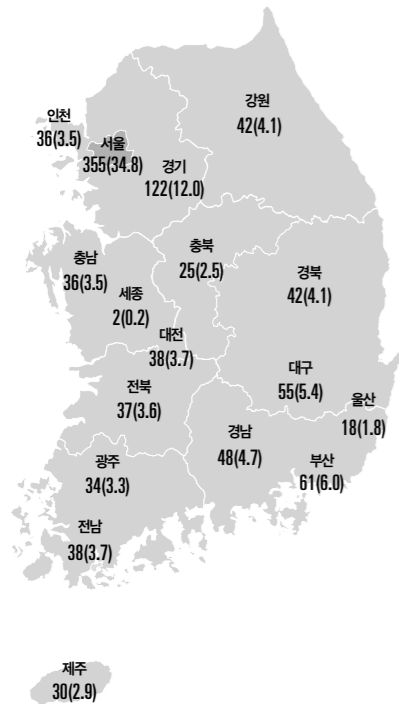 강원
42(4.1)
인천
36(3.5)
서울
355(34.8)
경기
122(12.0)
충북
25(2.5)
충남
36(3.5)
세종
2(0.2)
경북
42(4.1)
대전
38(3.7)
대구
55(5.4)
전북
37(3.6)
울산
18(1.8)
경남
48(4.7)
부산
61(6.0)
광주
34(3.3)
전남
38(3.7)
제주
30(2.9)